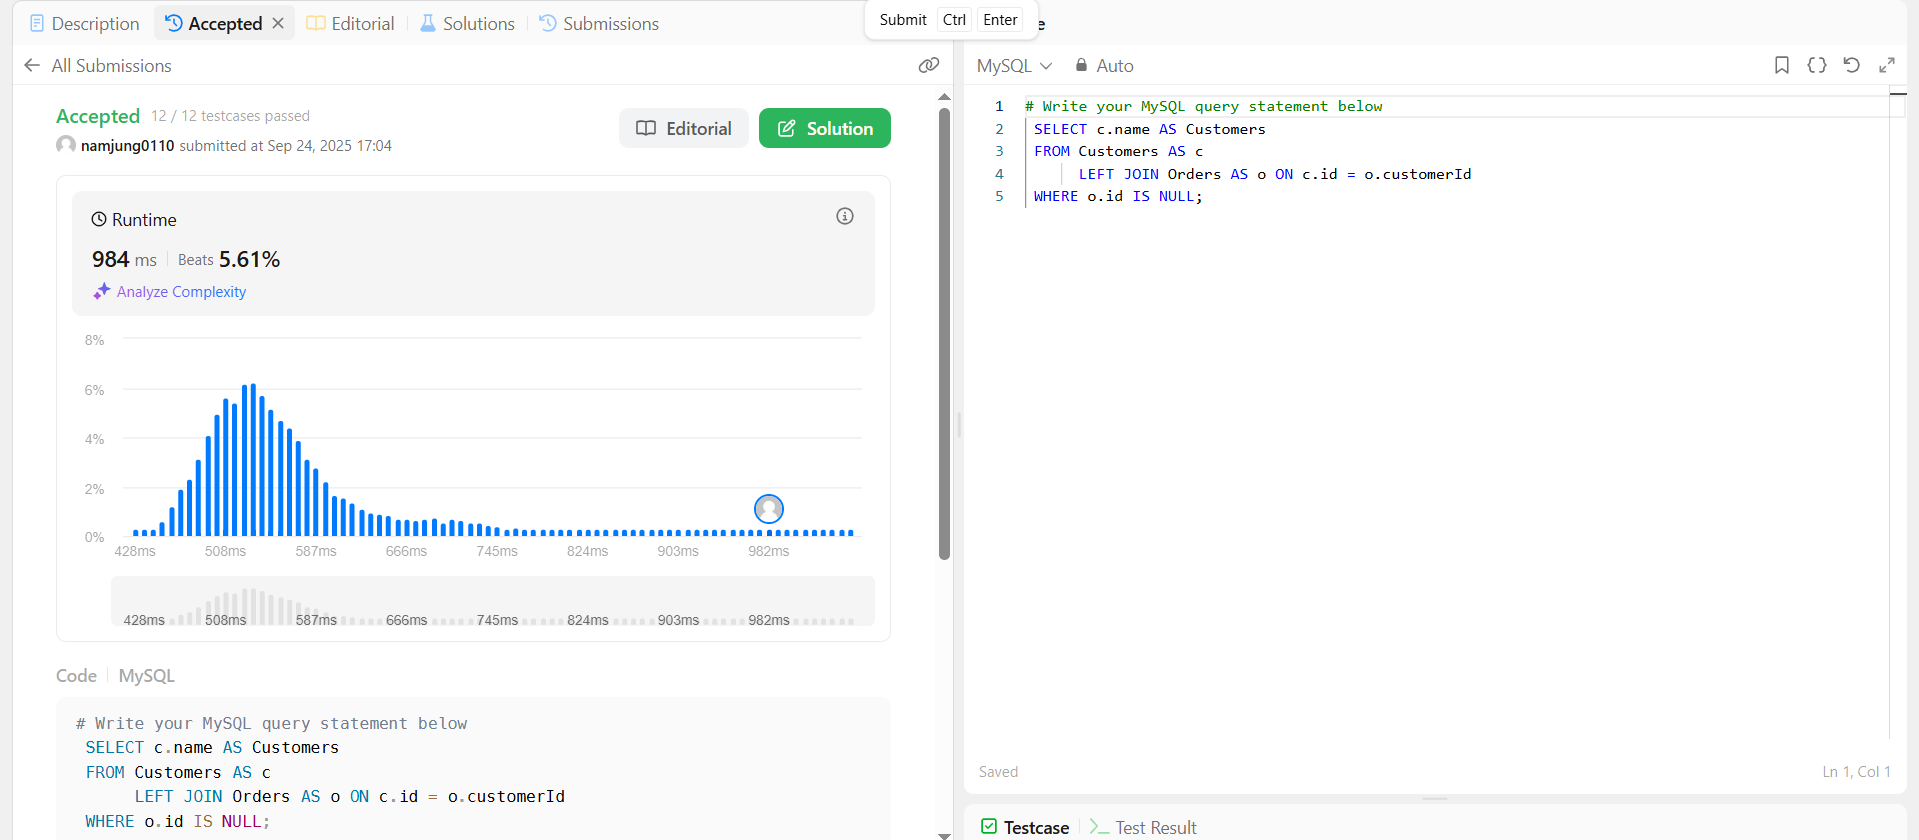 Description
Accepted
Editorial
Solutions
Submissions
Submit Ctrl Enter
e
All Submissions
Accepted 12 / 12 testcases passed
namjung0110 submitted at Sep 24, 2025 17:04
Editorial
Solution
Runtime
984 ms Beats 5.61%
Analyze Complexity
8%
6%
4%
2%
0%
428ms 508ms 587ms 666ms 745ms 824ms 903ms 982ms
428ms 508ms 587ms 666ms 745ms 824ms 903ms 982ms
Code MySQL
# Write your MySQL query statement below
SELECT c.name AS Customers
FROM Customers AS c
LEFT JOIN Orders AS o ON c.id = o.customerId
WHERE o.id IS NULL;
MySQL Auto
1 # Write your MySQL query statement below
2 SELECT c.name AS Customers
3 FROM Customers AS c
4 LEFT JOIN Orders AS o ON c.id = o.customerId
5 WHERE o.id IS NULL;
Saved
Ln 1, Col 1
Testcase
Test Result